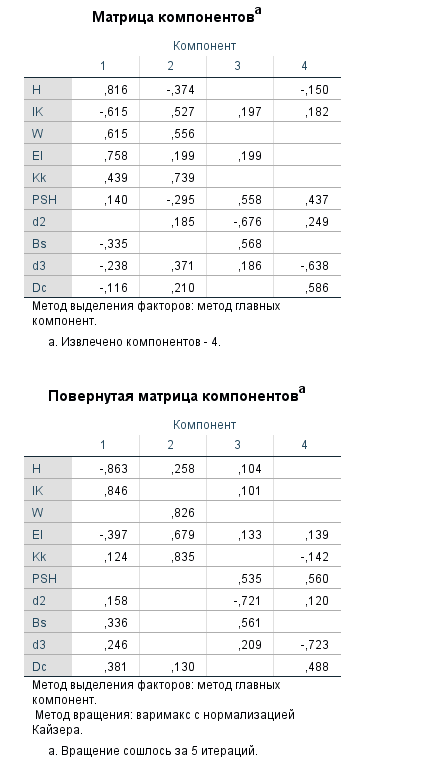 Матрица компонентовa
Компонент
1 2 3 4
H ,816 -,374 -,150
IK -,615 ,527 ,197 ,182
W ,615 ,556
EI ,758 ,199 ,199
Kk ,439 ,739
PSH ,140 -,295 ,558 ,437
d2 ,185 -,676 ,249
Bs -,335 ,568
d3 -,238 ,371 ,186 -,638
Dc -,116 ,210 ,586
Метод выделения факторов: метод главных
компонент.
a. Извлечено компонентов - 4.
Повернутая матрица компонентовa
Компонент
1 2 3 4
H -,863 ,258 ,104
IK ,846 ,101
W ,826
EI -,397 ,679 ,133 ,139
Kk ,124 ,835 -,142
PSH ,535 ,560
d2 ,158 -,721 ,120
Bs ,336 ,561
d3 ,246 ,209 -,723
Dc ,381 ,130 ,488
Метод выделения факторов: метод главных
компонент.
Метод вращения: варимакс с нормализацией
Кайзера.
a. Вращение сошлось за 5 итераций.